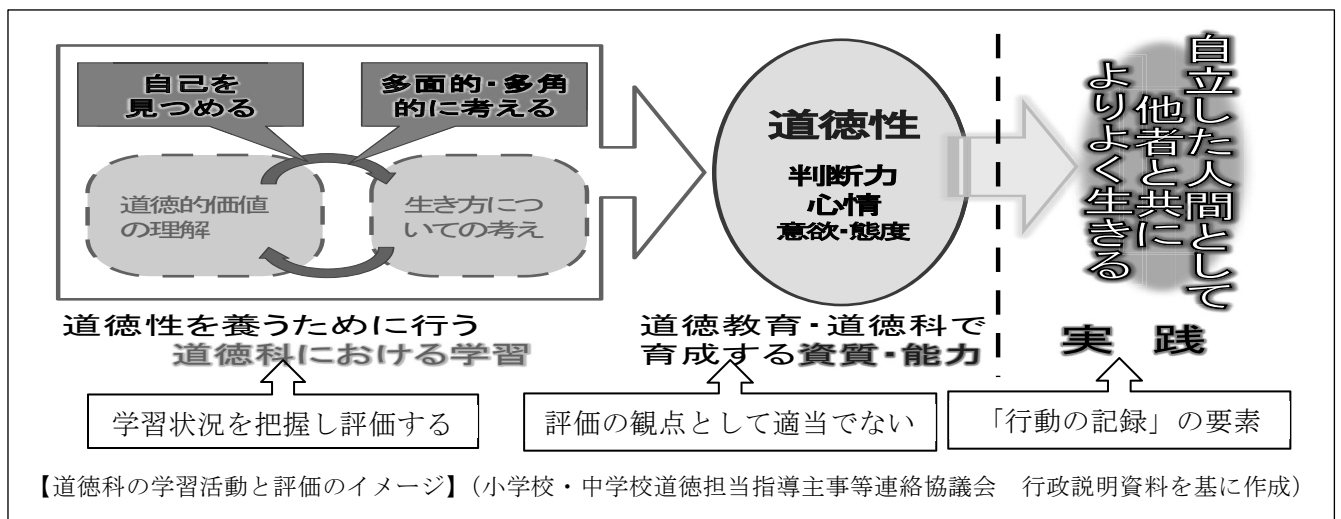 自己を
見つめる
多面的・多角
的に考える
道徳的価値
の理解
生き方につ
いての考え
道徳性を養うために行う
道徳科における学習
学習状況を把握し評価する
道徳性
判断力
心情
意欲・態度
道徳教育・道徳科で
育成する資質・能力
評価の観点として適当でない
自立した人間として
他者と共に
よりよく生きる
実践
「行動の記録」の要素
【道徳科の学習活動と評価のイメージ】（小学校・中学校道徳担当指導主事等連絡協議会　行政説明資料を基に作成）